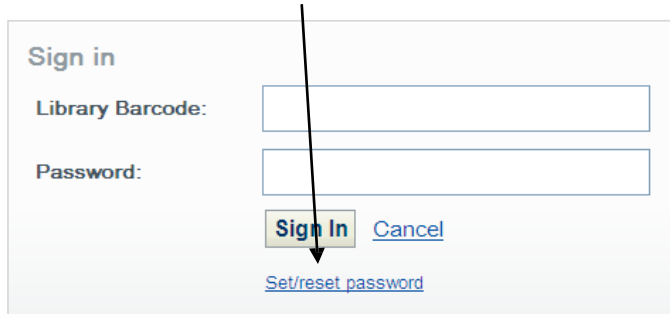 Sign in
Library Barcode:
Password:
Sign In Cancel
Set/reset password